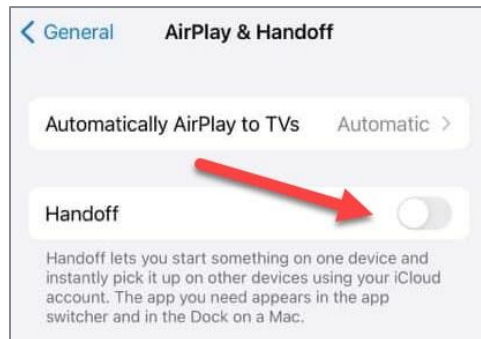 General AirPlay & Handoff
Automatically AirPlay to TVs Automatic
Handoff
Handoff lets you start something on one device and
instantly pick it up on other devices using your iCloud
account. The app you need appears in the app
switcher and in the Dock on a Mac.